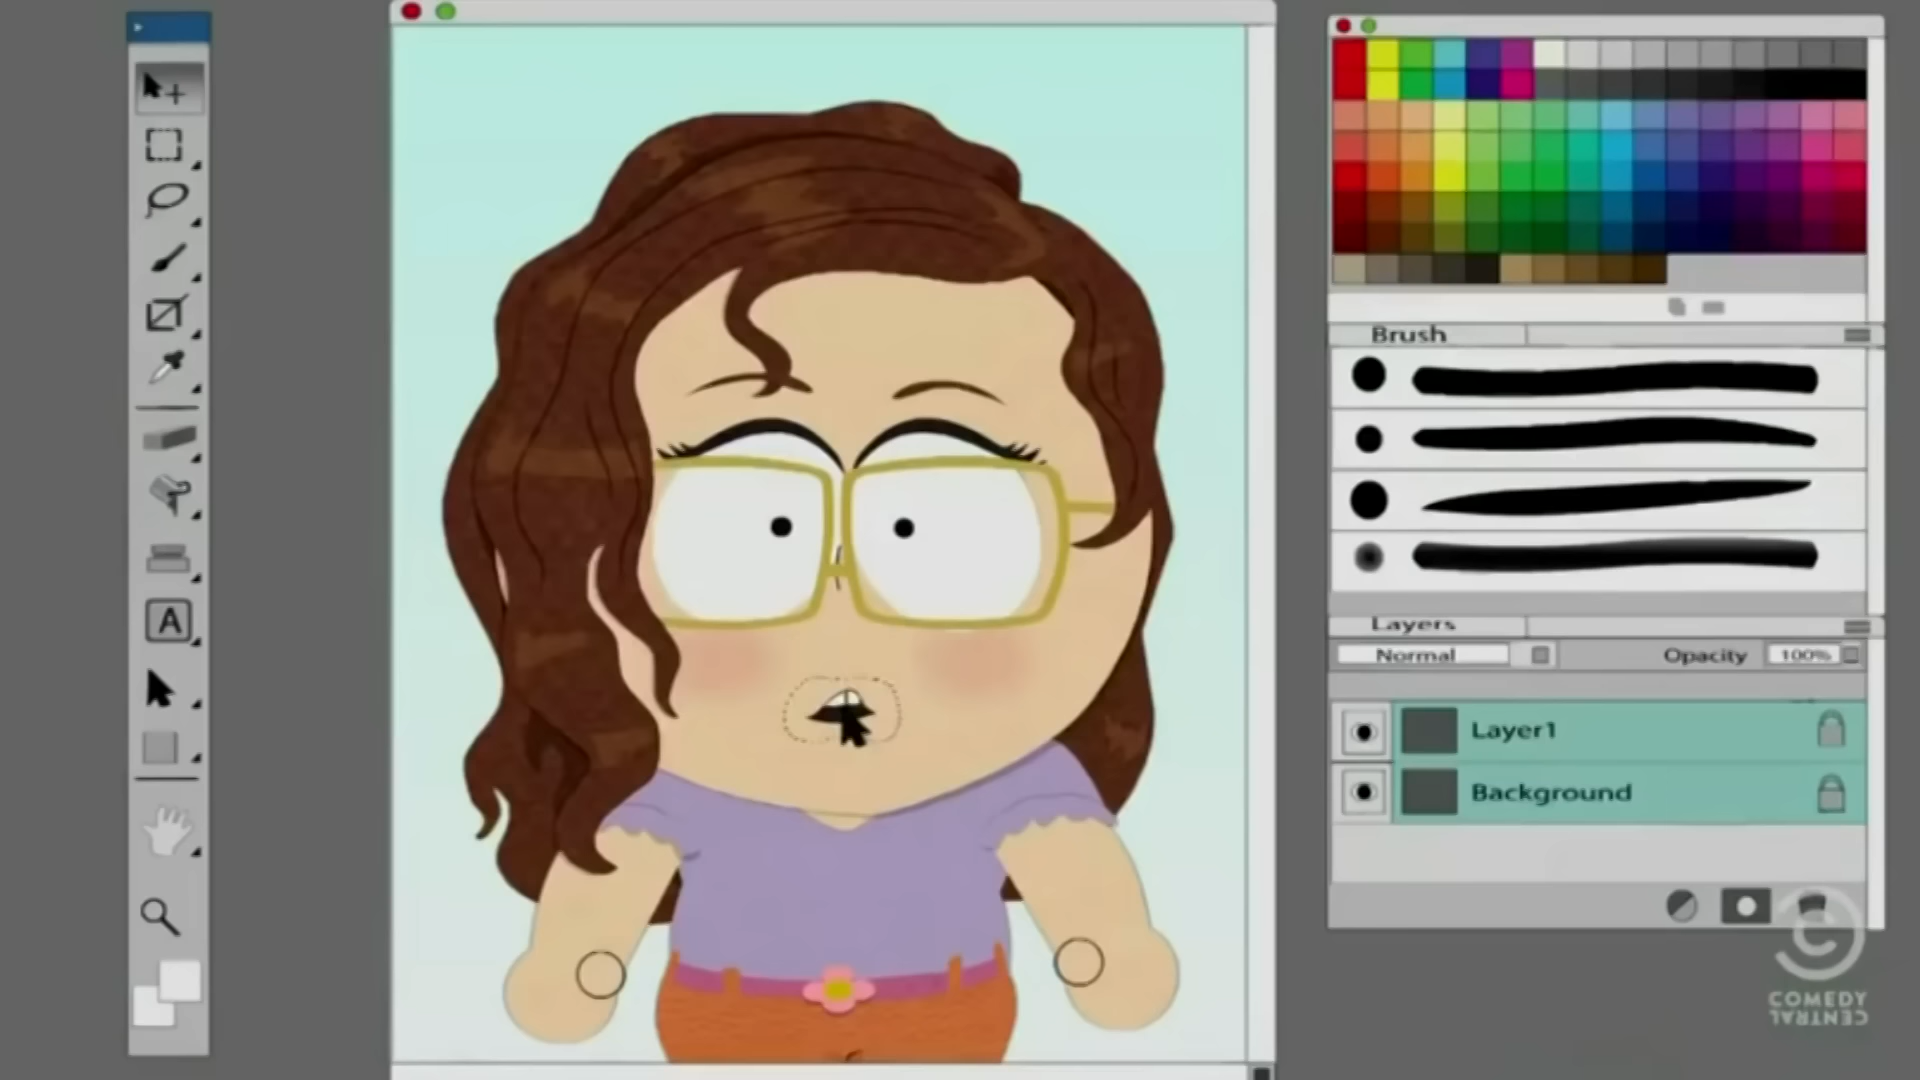 A
Brush
Layers
Normal
Opacity
100%
Layer1
Background
COMEDY
CENTRAL